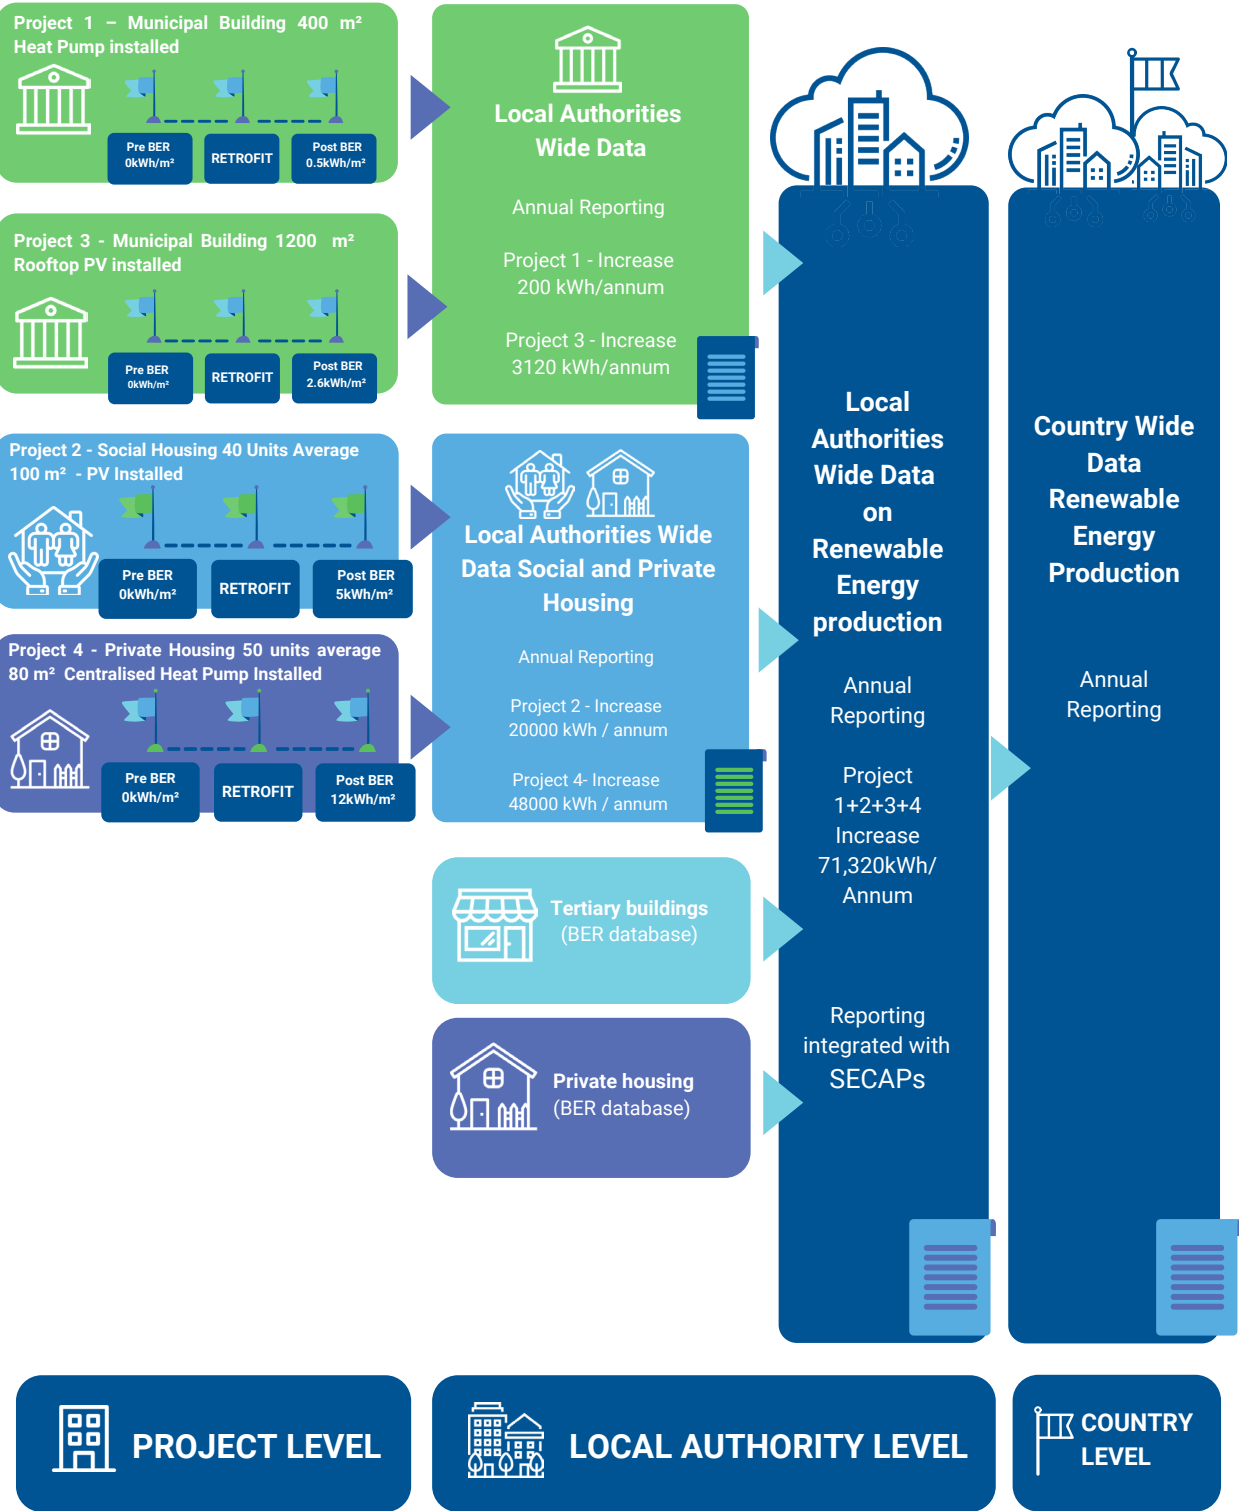 Project 1 – Municipal Building 400 m²
Heat Pump installed
Pre BER
0kWh/m²
RETROFIT
Post BER
0.5kWh/m²
Project 3 - Municipal Building 1200 m²
Rooftop PV installed
Pre BER
0kWh/m²
RETROFIT
Post BER
2.6kWh/m²
Project 2 - Social Housing 40 Units Average
100 m² - PV Installed
Pre BER
0kWh/m²
RETROFIT
Post BER
5kWh/m²
Project 4 - Private Housing 50 units average
80 m² Centralised Heat Pump Installed
Pre BER
0kWh/m²
RETROFIT
Post BER
12kWh/m²
Local Authorities
Wide Data
Annual Reporting
Project 1 - Increase
200 kWh/annum
Project 3 - Increase
3120 kWh/annum
Local Authorities Wide
Data Social and Private
Housing
Annual Reporting
Project 2 - Increase
20000 kWh / annum
Project 4- Increase
48000 kWh / annum
Tertiary buildings
(BER database)
Private housing
(BER database)
Local
Authorities
Wide Data
on
Renewable
Energy
production
Annual
Reporting
Project
1+2+3+4
Increase
71,320kWh/
Annum
Reporting
integrated with
SECAPs
Country Wide
Data
Renewable
Energy
Production
Annual
Reporting
PROJECT LEVEL
LOCAL AUTHORITY LEVEL
COUNTRY
LEVEL